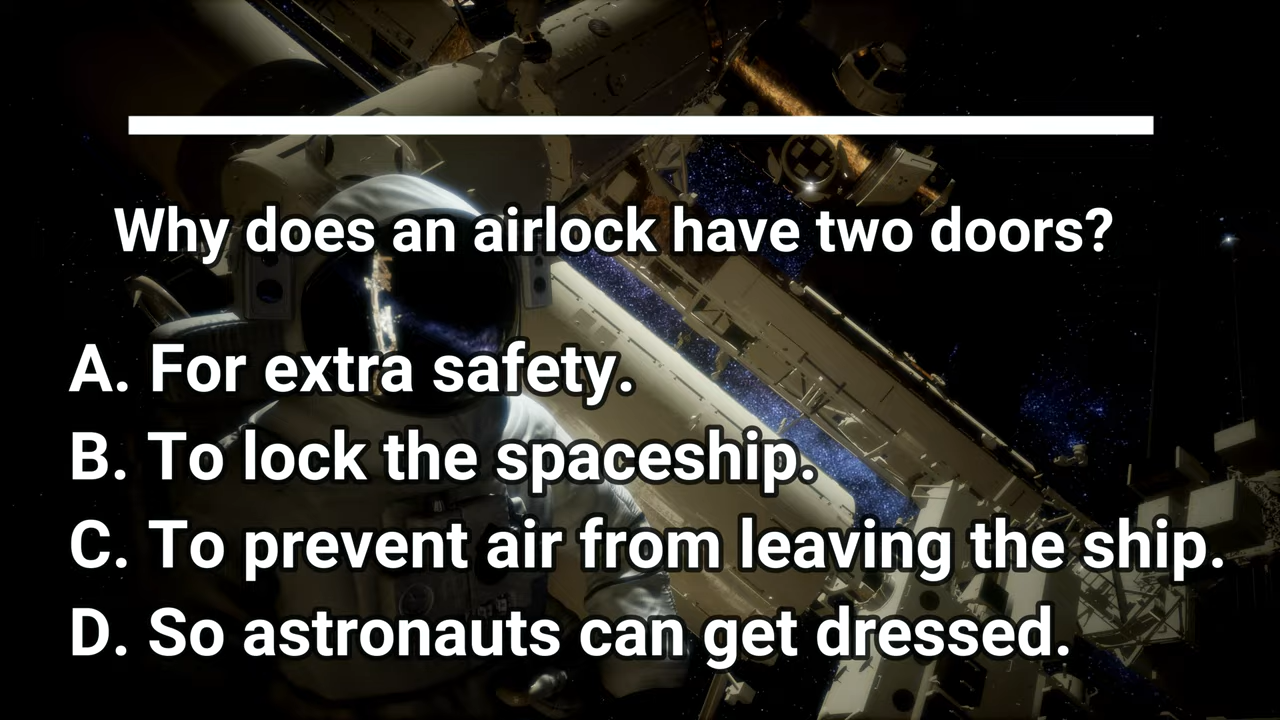 Why does an airlock have two doors?
A. For extra safety.
B. To lock the spaceship.
C. To prevent air from leaving the ship.
D. So astronauts can get dressed.